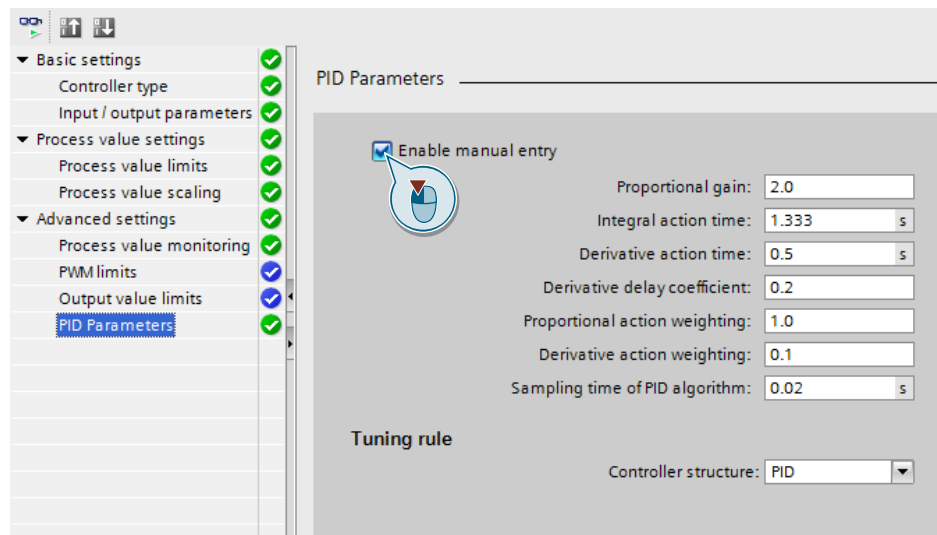 Basic settings
Controller type
Input / output parameters
Process value settings
Process value limits
Process value scaling
Advanced settings
Process value monitoring
PWM limits
Output value limits
PID Parameters
PID Parameters
Enable manual entry
Proportional gain: 2.0
Integral action time: 1.333 s
Derivative action time: 0.5 s
Derivative delay coefficient: 0.2
Proportional action weighting: 1.0
Derivative action weighting: 0.1
Sampling time of PID algorithm: 0.02 s
Tuning rule
Controller structure: PID